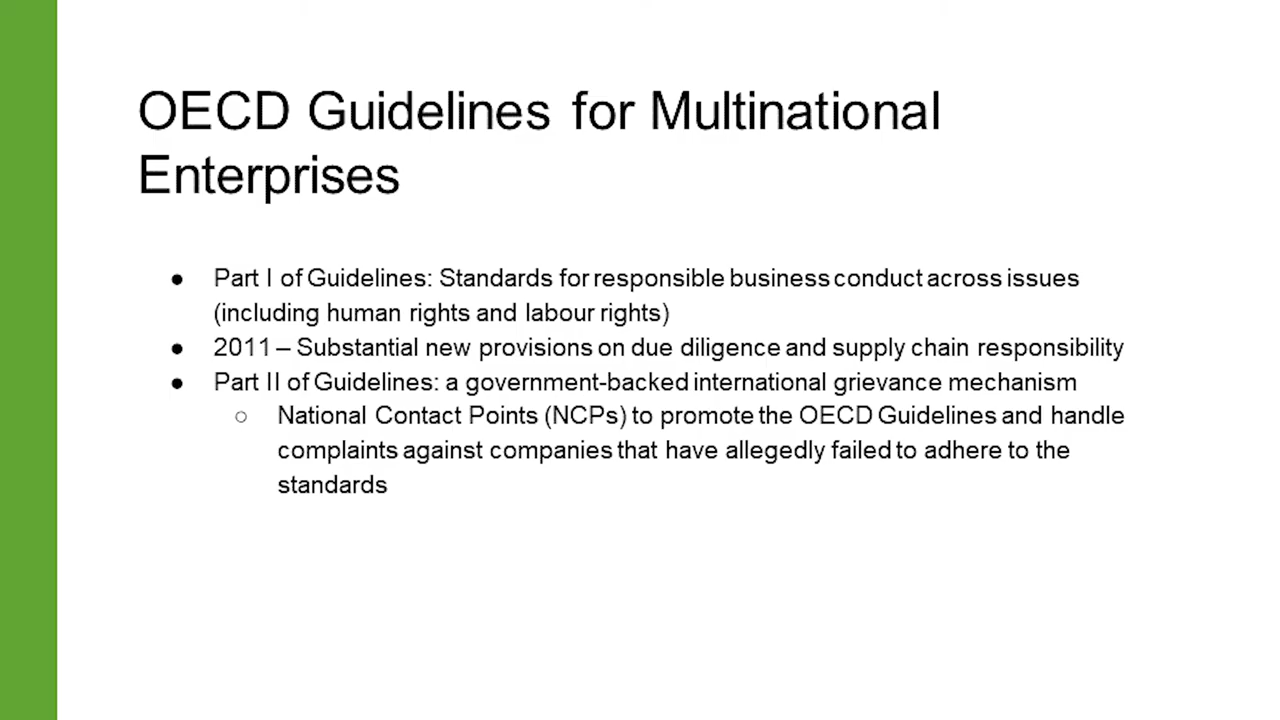 OECD Guidelines for Multinational
Enterprises
● Part I of Guidelines: Standards for responsible business conduct across issues
(including human rights and labour rights)
● 2011 – Substantial new provisions on due diligence and supply chain responsibility
● Part II of Guidelines: a government-backed international grievance mechanism
○ National Contact Points (NCPs) to promote the OECD Guidelines and handle
complaints against companies that have allegedly failed to adhere to the
standards